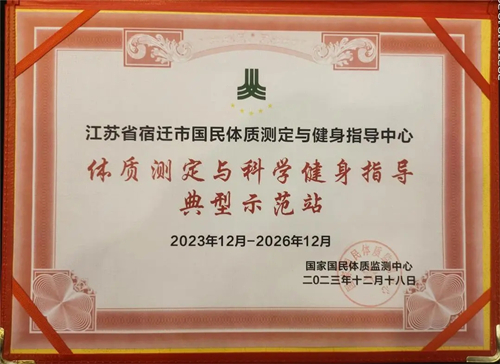 江苏省宿迁市国民体质测定与健身指导中心
体质测定与科学健身指导
典型示范站
2023年12月-2026年12月
国家国民体质监测中心
二〇二三年十二月十八日